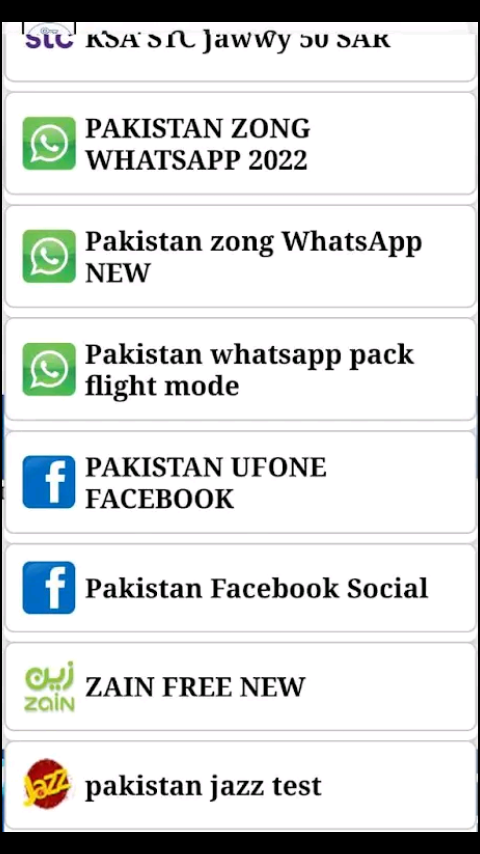 stc KSA STC Jawwy 50 SAR
PAKISTAN ZONG
WHATSAPP 2022
Pakistan zong WhatsApp
NEW
Pakistan whatsapp pack
flight mode
PAKISTAN UFONE
FACEBOOK
f
Pakistan Facebook Social
f
زين
zain
ZAIN FREE NEW
Jazz
pakistan jazz test